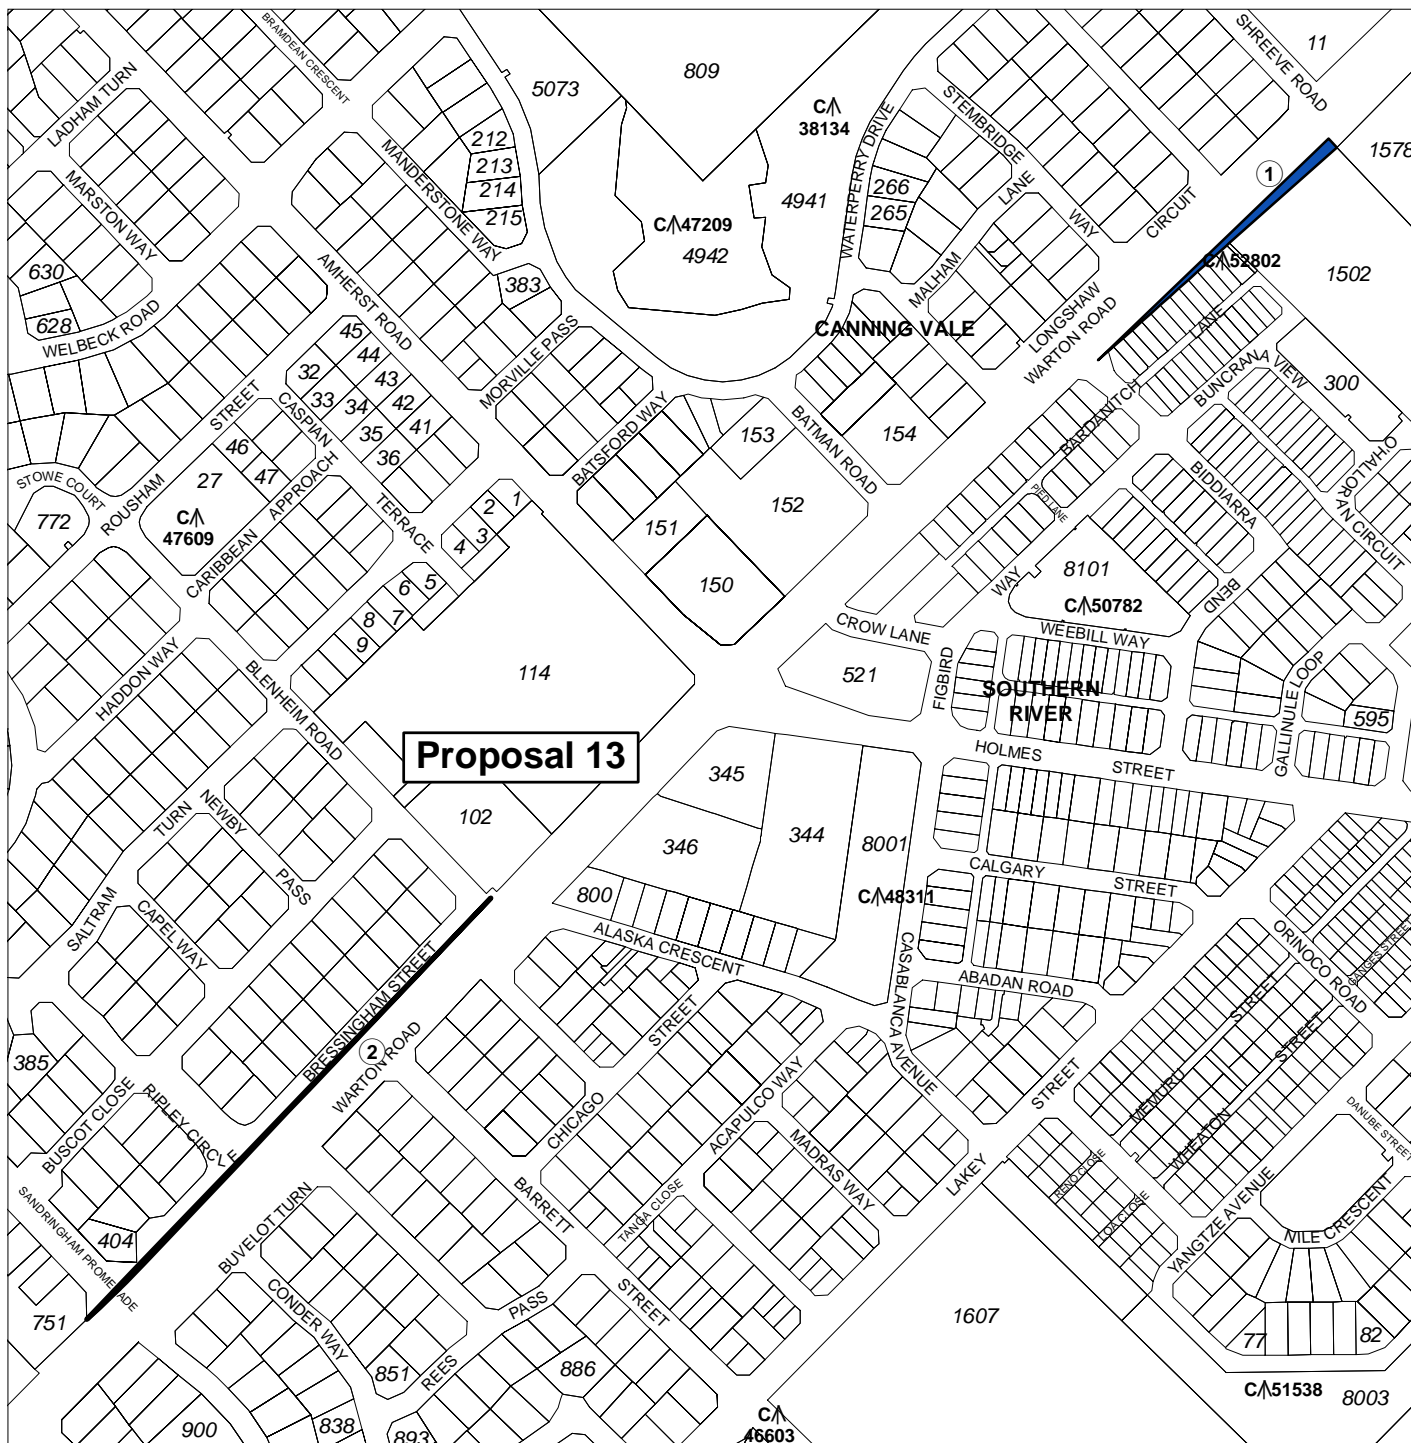 BRAMDEAN CRESCENT
SHREEVE ROAD
11
809
5073
LADHAM TURN
C
38134
STEMBRIDGE
WAY
212
213
214
215
MANDERSTONE WAY
1578
1
LANE
266
265
4941
WATERPERRY DRIVE
MARSTON WAY
CIRCUIT
C 47209
4942
C 52802
1502
630
628
383
AMHERST ROAD
MALHAM
LONGSHAW
WELBECK ROAD
CANNING VALE
WARTON ROAD
LANE
45
44
43
42
41
32
33
34
35
36
MORVILLE PASS
BUNCRANA VIEW
300
CASPIAN
TERRACE
STREET
BATSFORD WAY
BATMAN ROAD
BARDANITCH
153
154
46
47
27
APPROACH
O'HALLORAN CIRCUIT
STOWE COURT
ROUSHAM
BIDDIARRA
BEND
PIED LANE
772
C
47609
1
2
3
4
152
151
150
CARIBBEAN
5
6
7
8
9
WAY
8101
C 50782
CROW LANE
WEEBILL WAY
HADDON WAY
BLENHEIM ROAD
114
521
FIGBIRD
SOUTHERN
RIVER
GALLINULE LOOP
595
Proposal 13
HOLMES
STREET
345
344
346
8001
102
NEWBY
PASS
TURN
SALTRAM
CALGARY
STREET
800
C 48311
CAPEL WAY
ALASKA CRESCENT
CASABLANCA AVENUE
ORINOCO ROAD
GANGES STREET
BRESSINGHAM STREET
ABADAN ROAD
STREET
STREET
385
2
WARTON ROAD
STREET
CHICAGO
ACAPULCO WAY
MADRAS WAY
STREET
LAKEY
MEMURU
WHEATON
DANUBE STREET
BUSCOT CLOSE
RIPLEY CIRCLE
RENO CLOSE
LOA CLOSE
SANDRINGHAM PROMENADE
404
BUVELOT TURN
BARRETT
STREET
TANGA CLOSE
YANGTZE AVENUE
NILE CRESCENT
751
CONDER WAY
PASS
REES
1607
77
82
851
886
C 51538
8003
900
838
893
C
46603